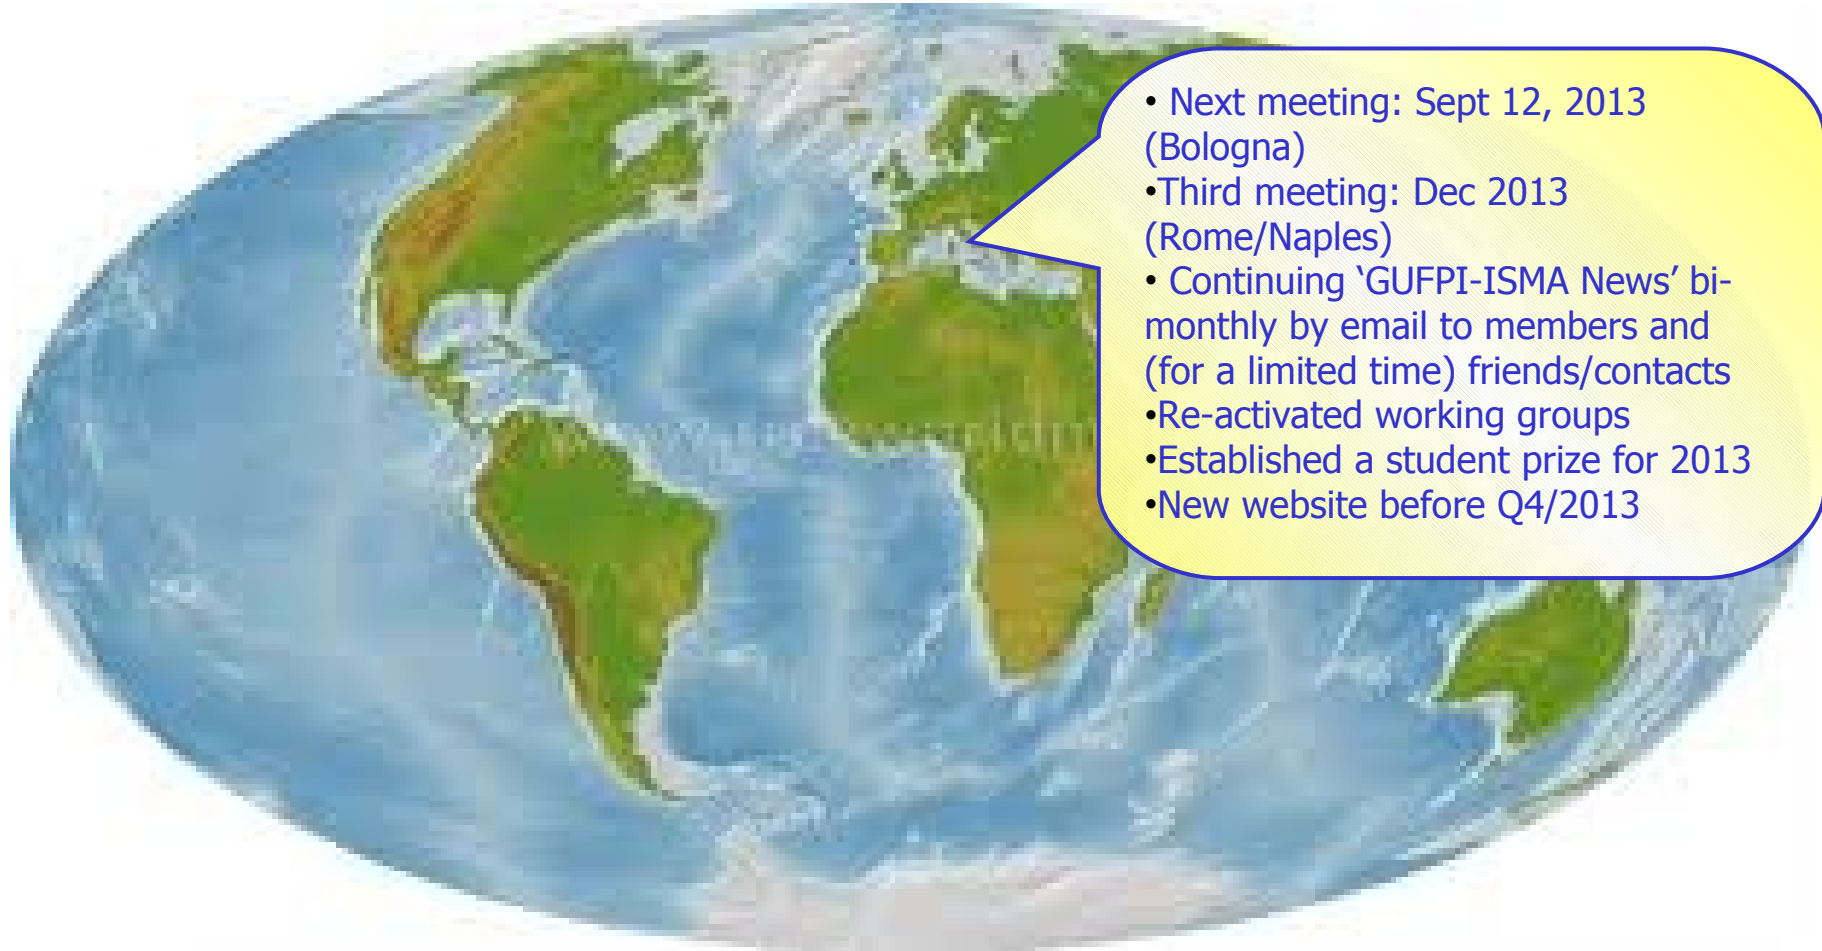 • Next meeting: Sept 12, 2013
(Bologna)
•Third meeting: Dec 2013
(Rome/Naples)
• Continuing ‘GUFPI-ISMA News’ bi-
monthly by email to members and
(for a limited time) friends/contacts
•Re-activated working groups
•Established a student prize for 2013
•New website before Q4/2013